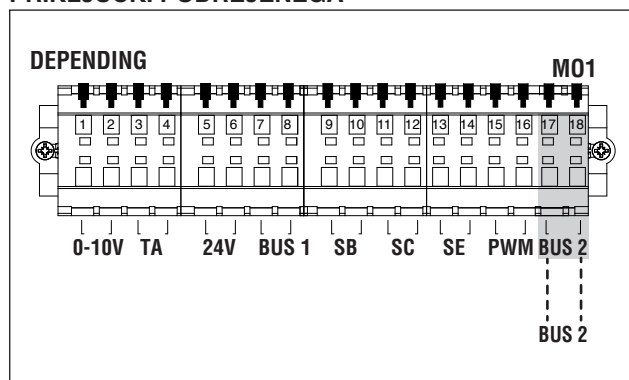 DEPENDING
M01
1 2 3 4 5 6 7 8 9 10 11 12 13 14 15 16 17 18
0-10V TA 24V BUS 1 SB SC SE PWM BUS 2
BUS 2